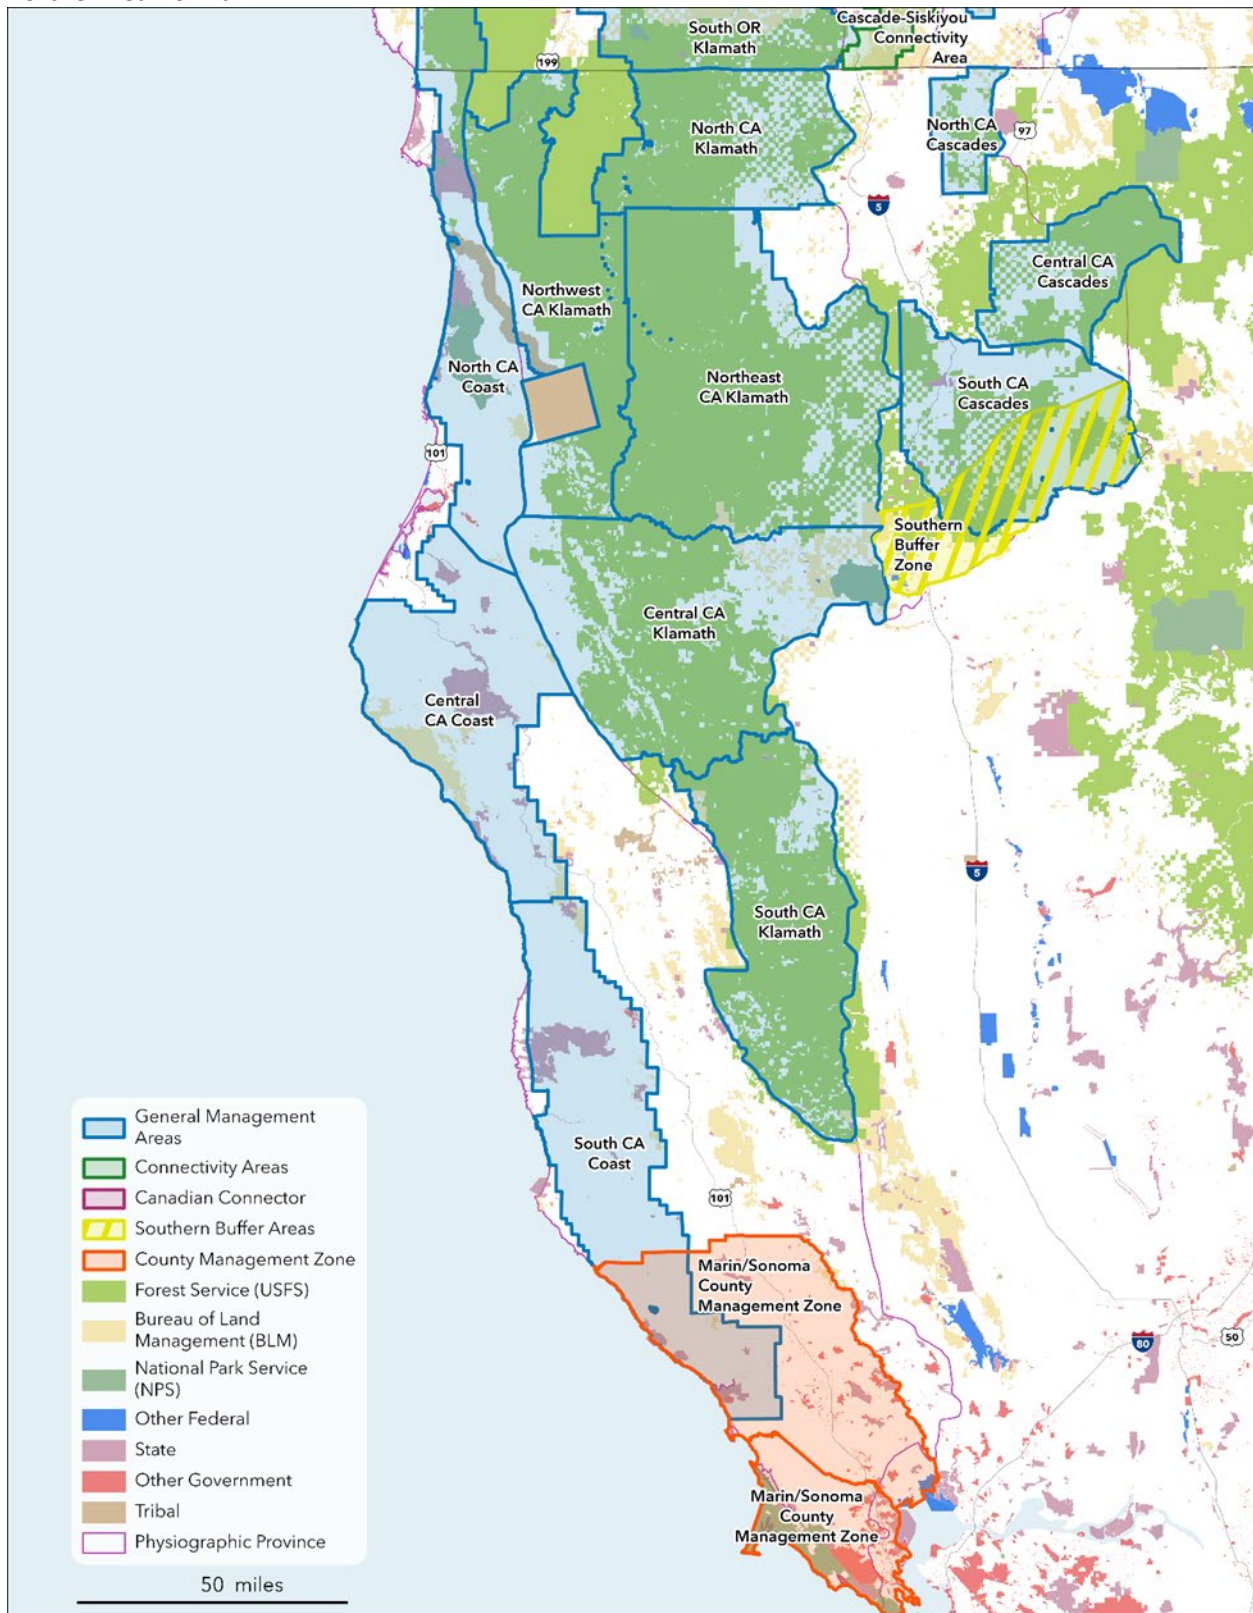 South OR
Klamath
Cascade-Siskiyou
Connectivity
Area
199
North CA
Klamath
North CA
Cascades
97
5
Central CA
Cascades
Northwest
CA Klamath
North CA
Coast
Northeast
CA Klamath
South CA
Cascades
101
Southern
Buffer
Zone
Central CA
Klamath
Central
CA Coast
5
South CA
Klamath
South CA
Coast
101
Marin/Sonoma
County
Management Zone
80
50
Marin/Sonoma
County
Management Zone
General Management
Areas
Connectivity Areas
Canadian Connector
Southern Buffer Areas
County Management Zone
Forest Service (USFS)
Bureau of Land
Management (BLM)
National Park Service
(NPS)
Other Federal
State
Other Government
Tribal
Physiographic Province
50 miles